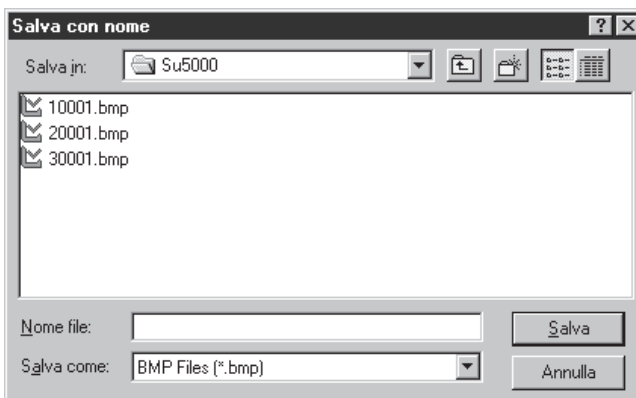 Salva con nome
Salva in: Su5000
10001.bmp
20001.bmp
30001.bmp
Nome file: Salva
Salva come: BMP Files (*.bmp) Annulla